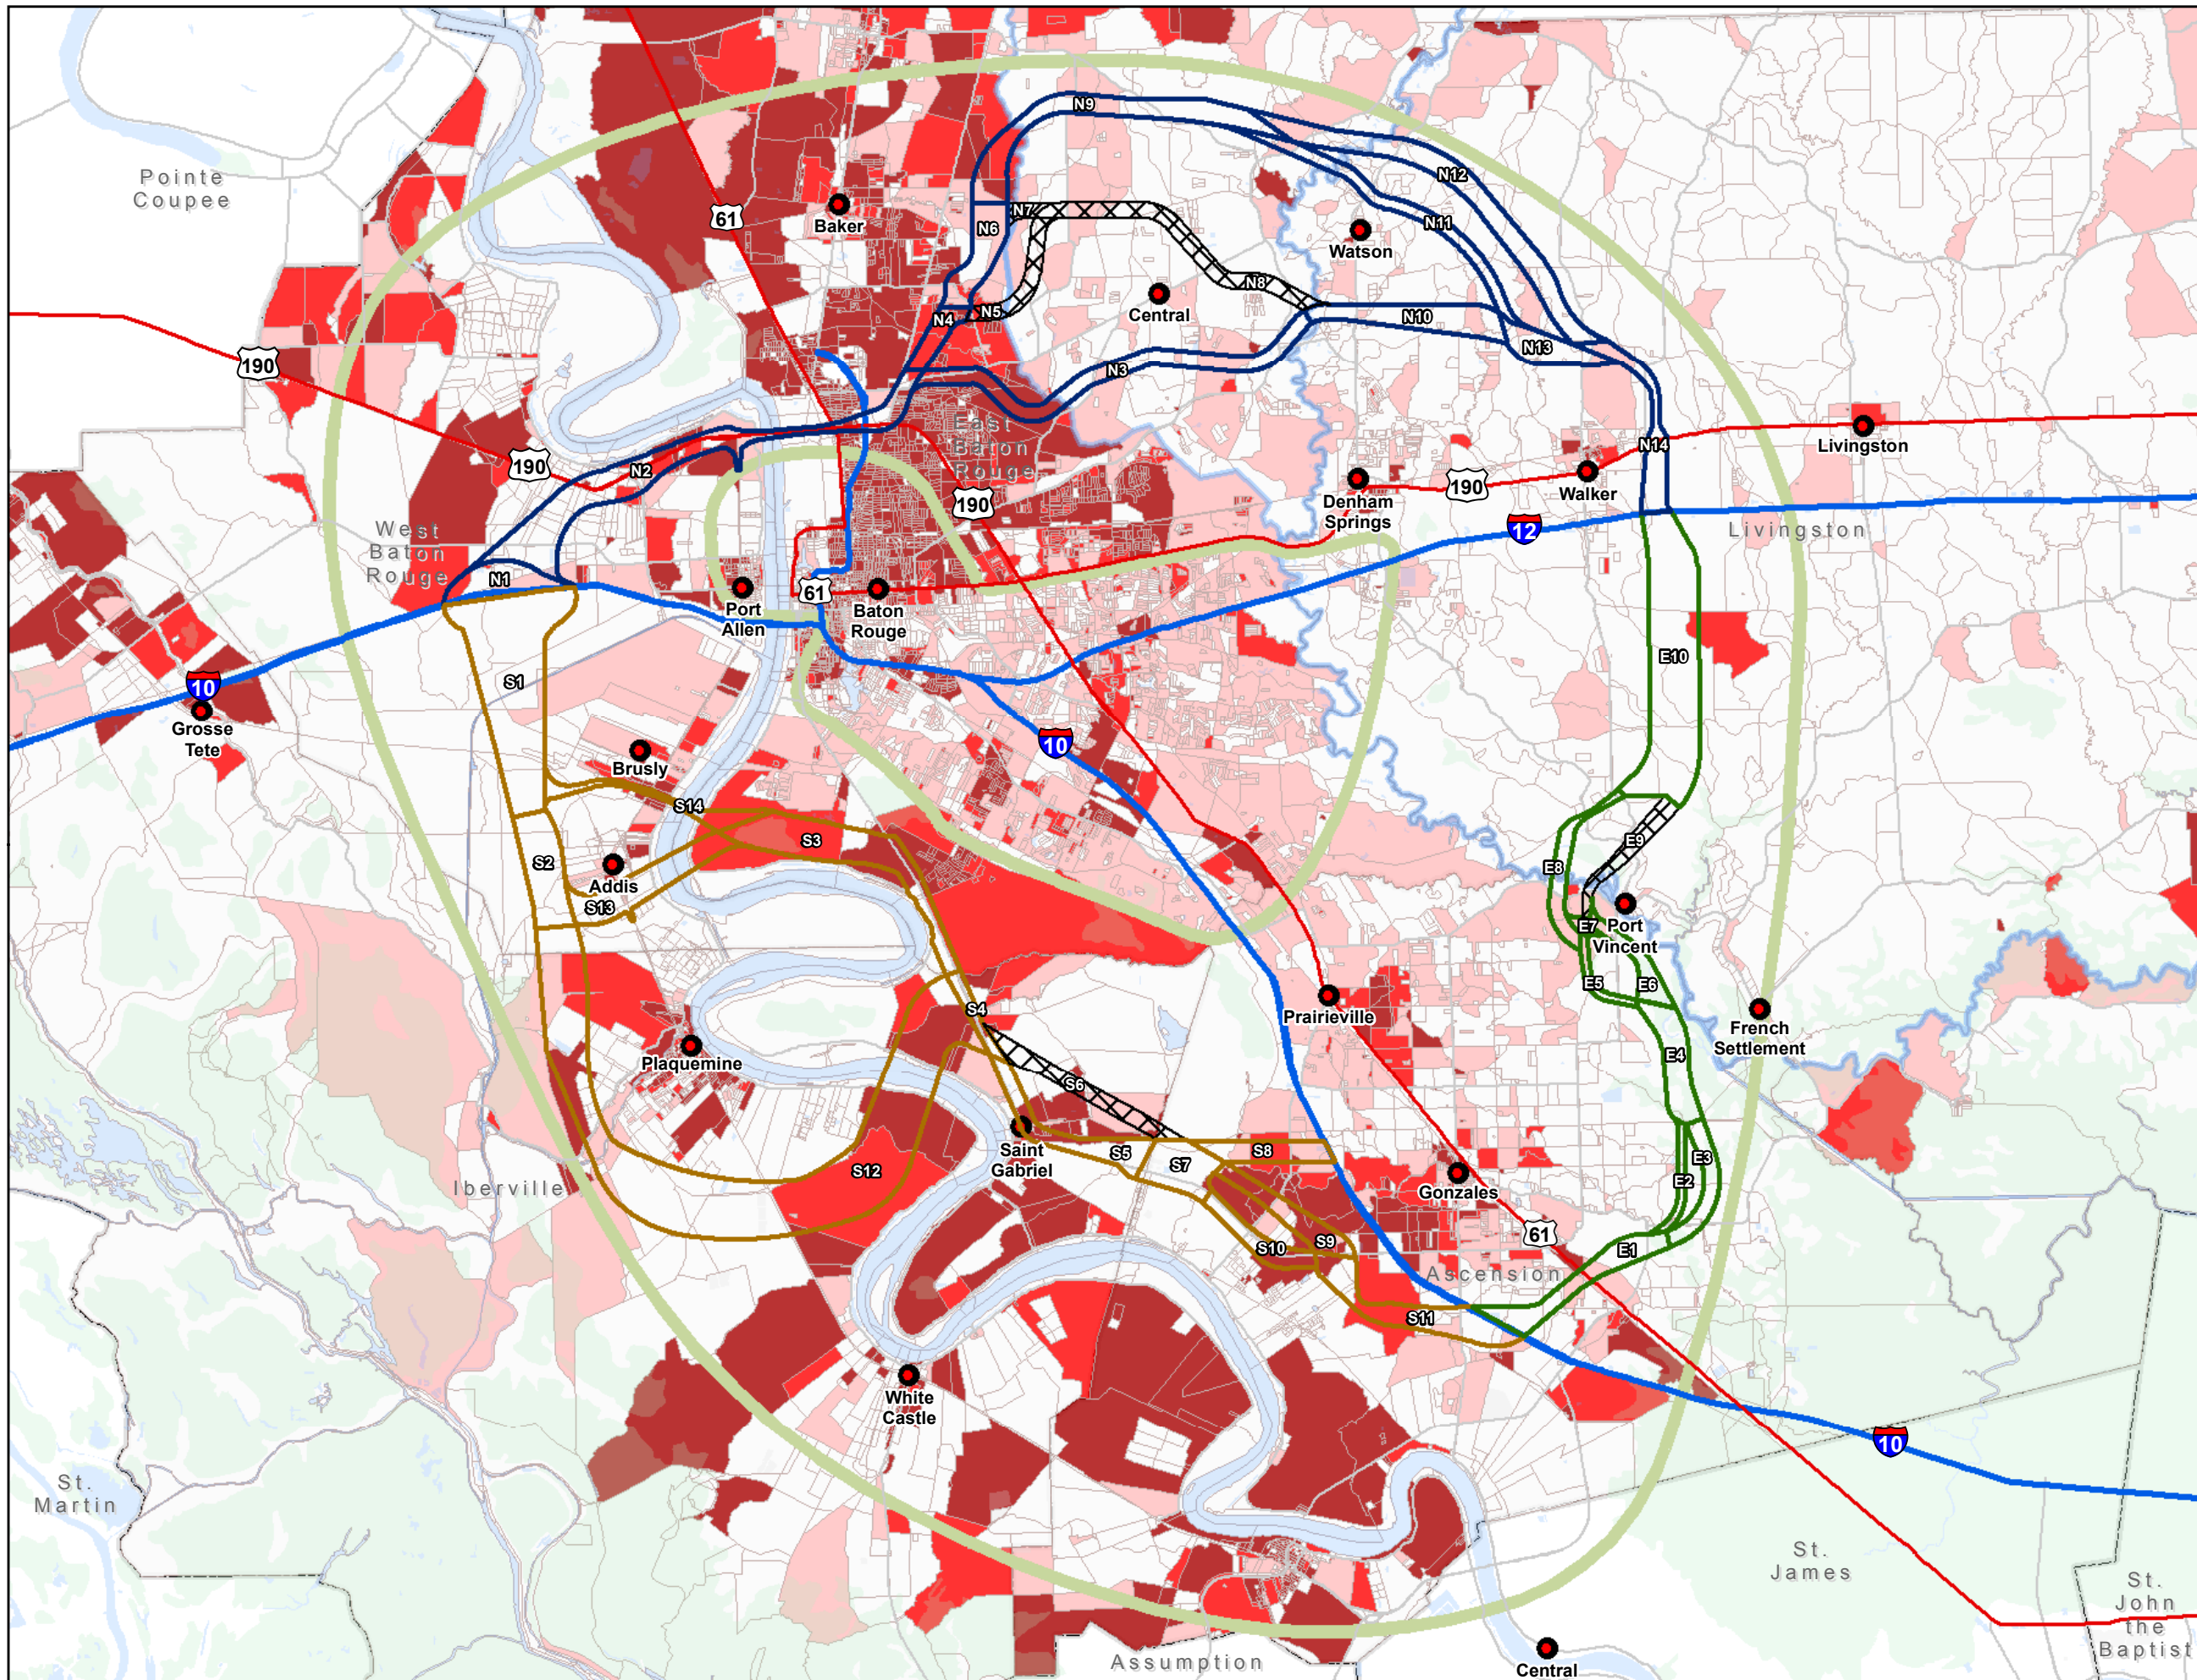 N9
Pointe
Coupee
N12
61
Baker
N7
N6
N11
Watson
N8
Central
N5
N4
N10
N13
N3
190
East
Baton
Rouge
Livingston
N14
190
N2
190
190
Walker
Denham
Springs
12
Livingston
West
Baton
Rouge
N1
61
Port
Allen
Baton
Rouge
E10
S1
10
Grosse
Tete
10
Brusly
S14
S3
E9
S2
E8
Addis
S13
E7
Port
Vincent
E5
E6
S4
Prairieville
French
Settlement
Plaquemine
E4
S6
Saint
Gabriel
S5
S8
S7
S12
E3
E2
Gonzales
Iberville
61
S9
S10
E1
Ascension
S11
White
Castle
10
St.
Martin
St.
James
St.
John
the
Baptist
Assumption
Central